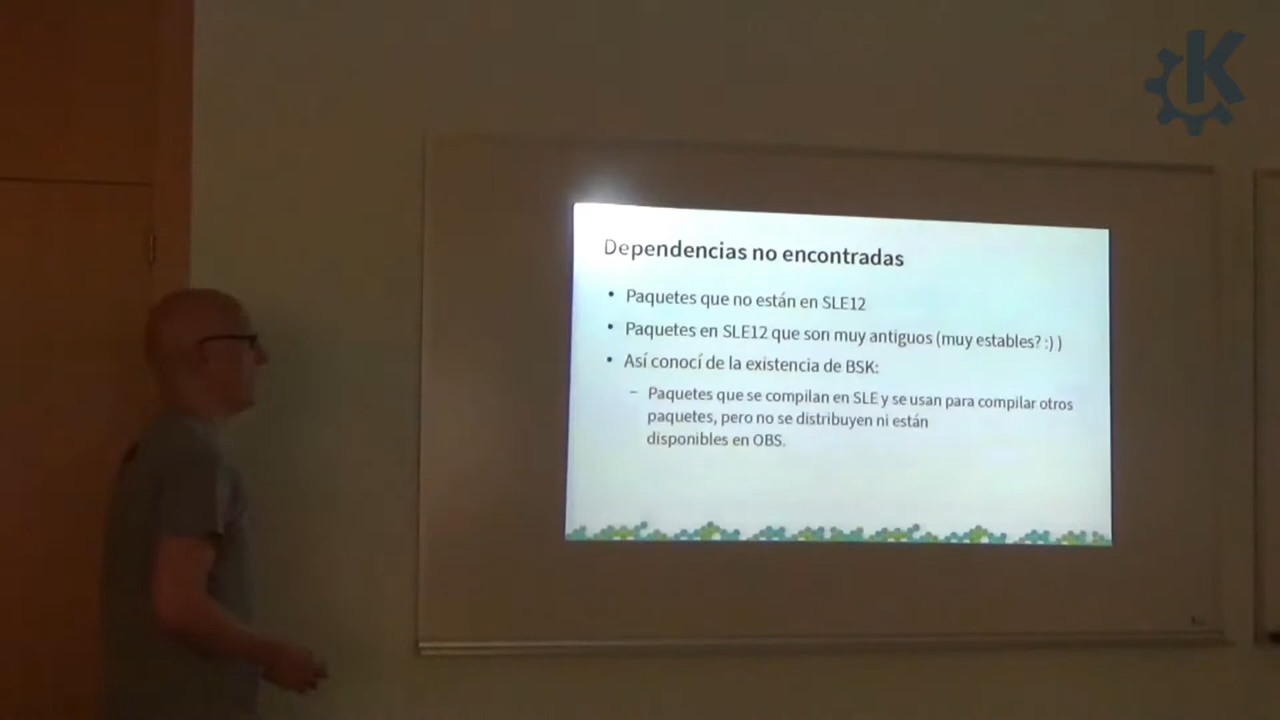 Dependencias no encontradas
• Paquetes que no están en SLE12
• Paquetes en SLE12 que son muy antiguos (muy estables? :) )
• Así conocí de la existencia de BSK:
– Paquetes que se compilan en SLE y se usan para compilar otros
paquetes, pero no se distribuyen ni están
disponibles en OBS.